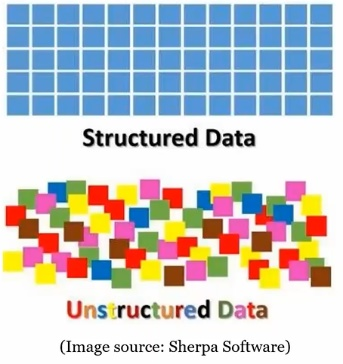 Structured Data
Unstructured Data
(Image source: Sherpa Software)